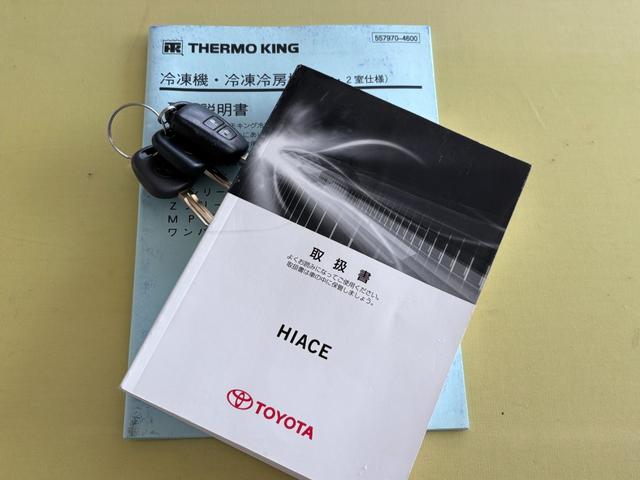 THERMO KING
557970-4600
冷凍機・冷凍冷房
2室仕様)
説明書
Z
MP
ワン
取扱書
よくお読みになってご使用ください。
取扱書は車の中に保管しましょう。
HIACE
TOYOTA